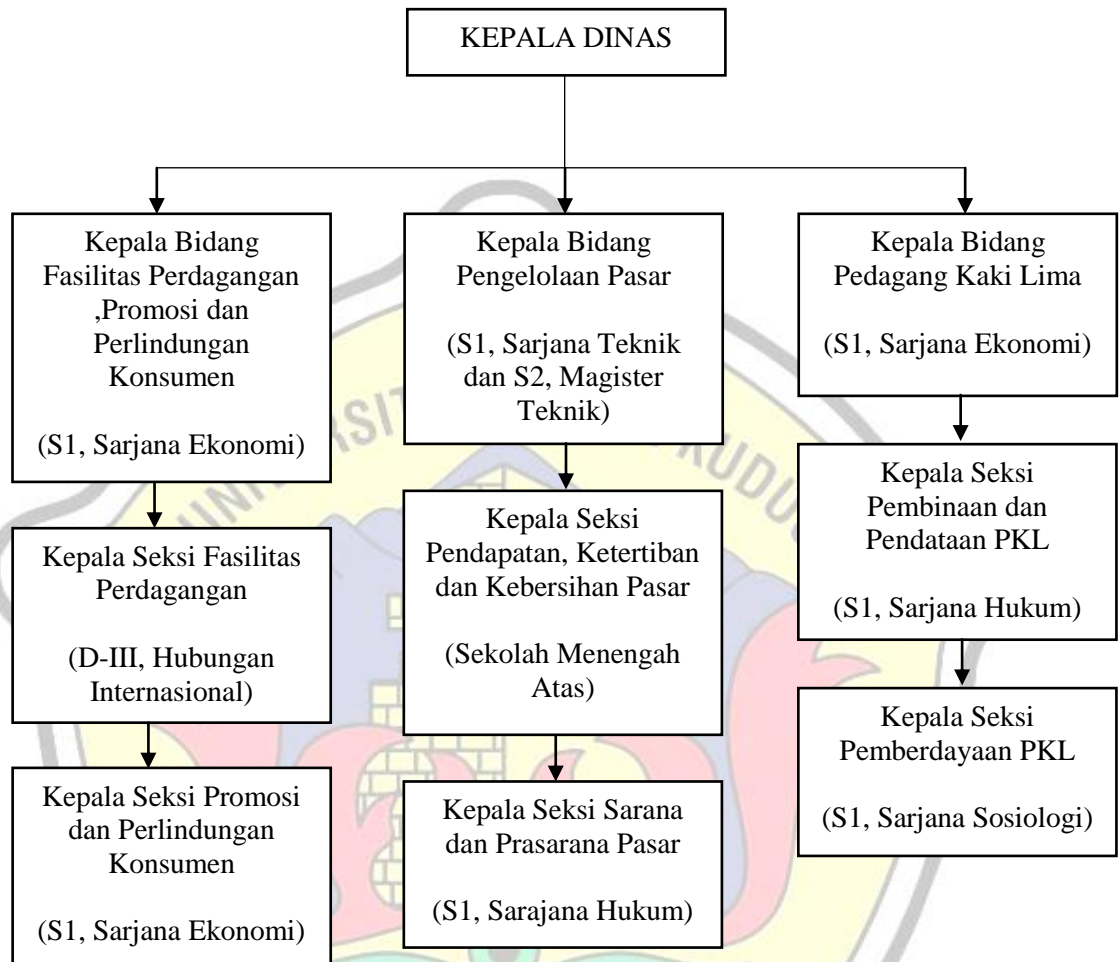 KEPALA DINAS
Kepala Bidang
Fasilitas Perdagangan
,Promosi dan
Perlindungan
Konsumen
(S1, Sarjana Ekonomi)
Kepala Bidang
Pengelolaan Pasar
(S1, Sarjana Teknik
dan S2, Magister
Teknik)
Kepala Bidang
Pedagang Kaki Lima
(S1, Sarjana Ekonomi)
Kepala Seksi Fasilitas
Perdagangan
(D-III, Hubungan
Internasional)
Kepala Seksi
Pendapatan, Ketertiban
dan Kebersihan Pasar
(Sekolah Menengah
Atas)
Kepala Seksi
Pembinaan dan
Pendataan PKL
(S1, Sarjana Hukum)
Kepala Seksi Promosi
dan Perlindungan
Konsumen
(S1, Sarjana Ekonomi)
Kepala Seksi Sarana
dan Prasarana Pasar
(S1, Sarajana Hukum)
Kepala Seksi
Pemberdayaan PKL
(S1, Sarjana Sosiologi)